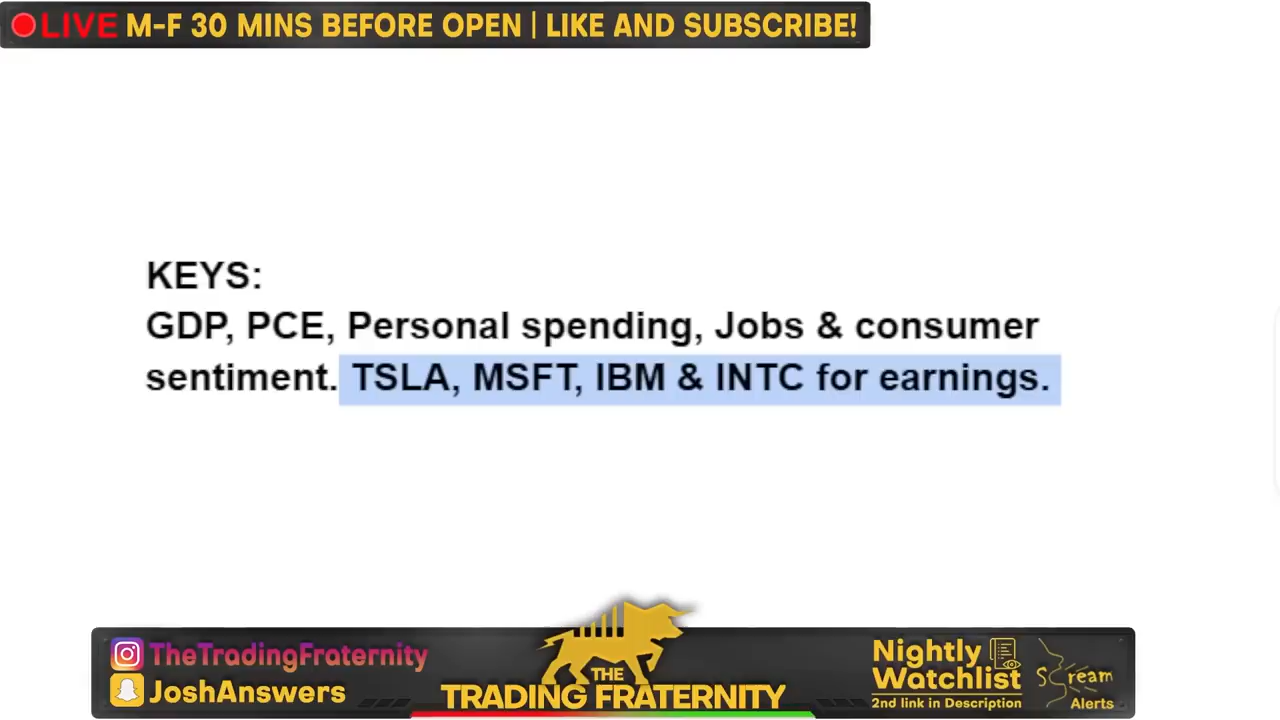 LIVE M-F 30 MINS BEFORE OPEN | LIKE AND SUBSCRIBE!
KEYS:
GDP, PCE, Personal spending, Jobs & consumer
sentiment. TSLA, MSFT, IBM & INTC for earnings.
TheTradingFraternity
JoshAnswers
THE
TRADING FRATERNITY
Nightly
Watchlist
2nd link in Description
Scream
Alerts